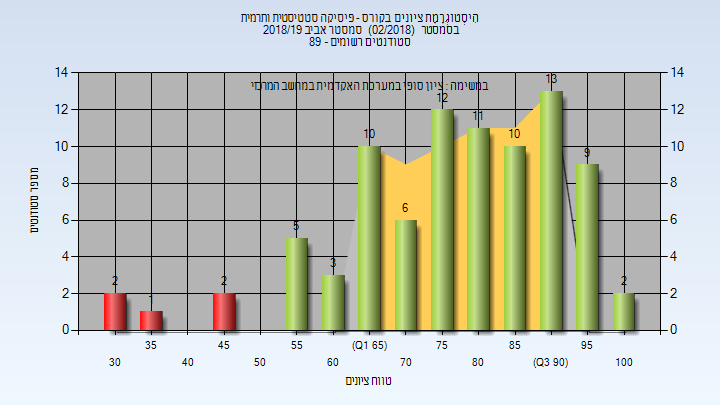 היסטוגרמת ציונים בקורס - פיסיקה סטטיסטית ותרמית
בסמסטר (02/2018) סמסטר אביב 2018/19
סטודנטים רשומים - 89
במשימה : ציון סופי במערכת האקדמית במחשב המרכזי
מספר סטודנטים
14 14
12 12
10 10
8 8
6 6
4 4
2 2
0 0
2 1 2 5 3 10 6 12 11 10 13 9 2
35 45 55 (Q1 65) 75 85 95
30 40 50 60 70 80 (Q3 90) 100
טווח ציונים